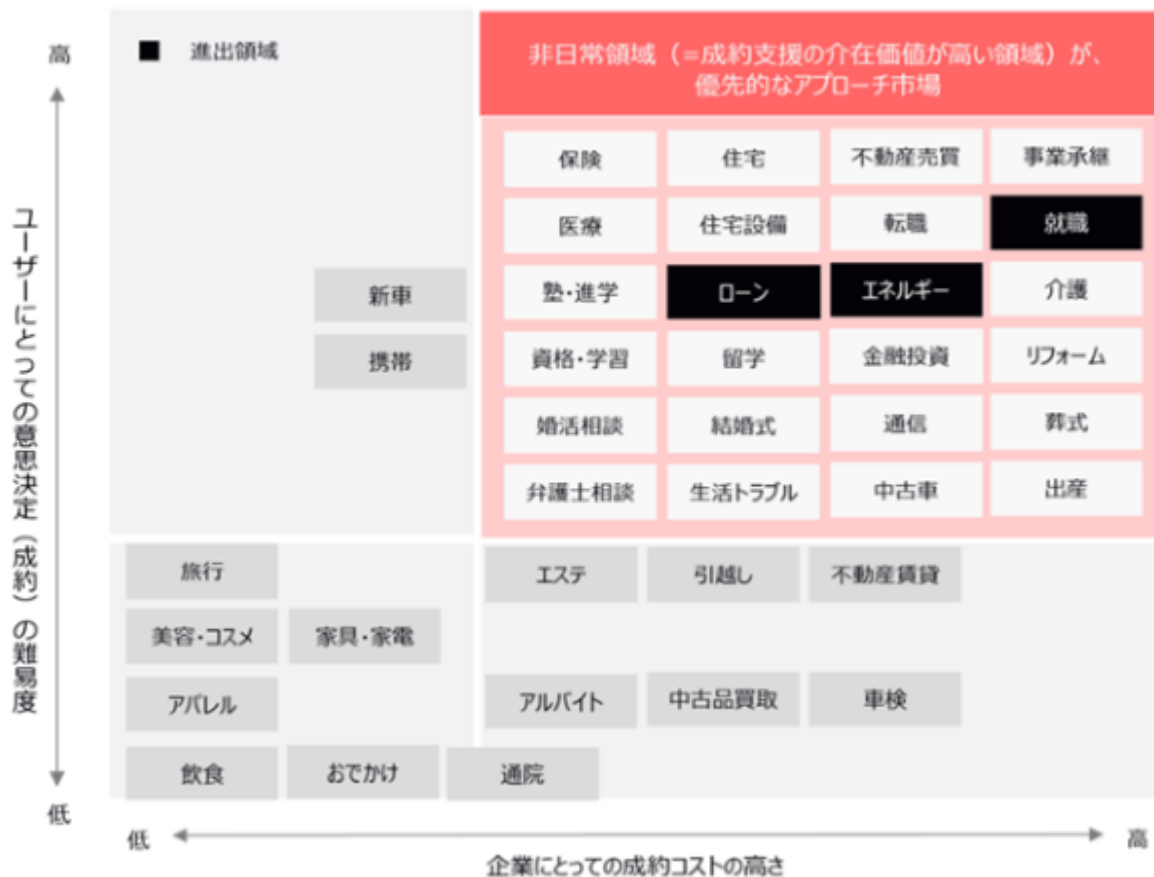 高
■ 進出領域
非日常領域（=成約支援の介在価値が高い領域）が、
優先的なアプローチ市場
保険 住宅 不動産売買 事業承継
医療 住宅設備 転職 就職
新車 塾・進学 ローン エネルギー 介護
携帯 資格・学習 留学 金融投資 リフォーム
婚活相談 結婚式 通信 葬式
弁護士相談 生活トラブル 中古車 出産
ユーザーにとっての意思決定（成約）の難易度
旅行 エステ 引越し 不動産賃貸
美容・コスメ 家具・家電
アパレル アルバイト 中古品買取 車検
飲食 おでかけ 通院
低
低 高
企業にとっての成約コストの高さ